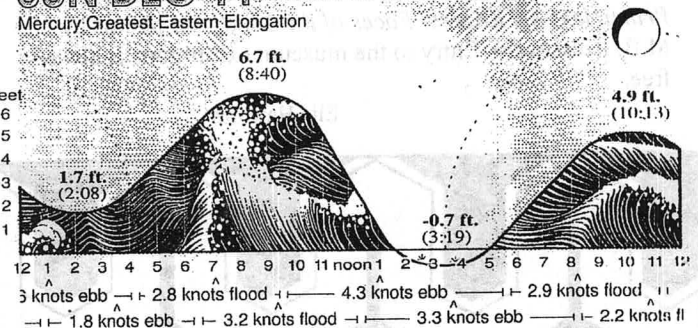 SUN DEC
Mercury Greatest Eastern Elongation
6.7 ft.
(8:40)
4.9 ft.
(10:13)
feet
6
5
4
3
2
1
1.7 ft.
(2:08)
-0.7 ft.
(3:19)
12 1 2 3 4 5 6 7 8 9 10 11 noon 1 2 3 4 5 6 7 8 9 10 11 12
knots ebb 2.8 knots flood 4.3 knots ebb 2.9 knots flood
1.8 knots ebb 3.2 knots flood 3.3 knots ebb 2.2 knots fl